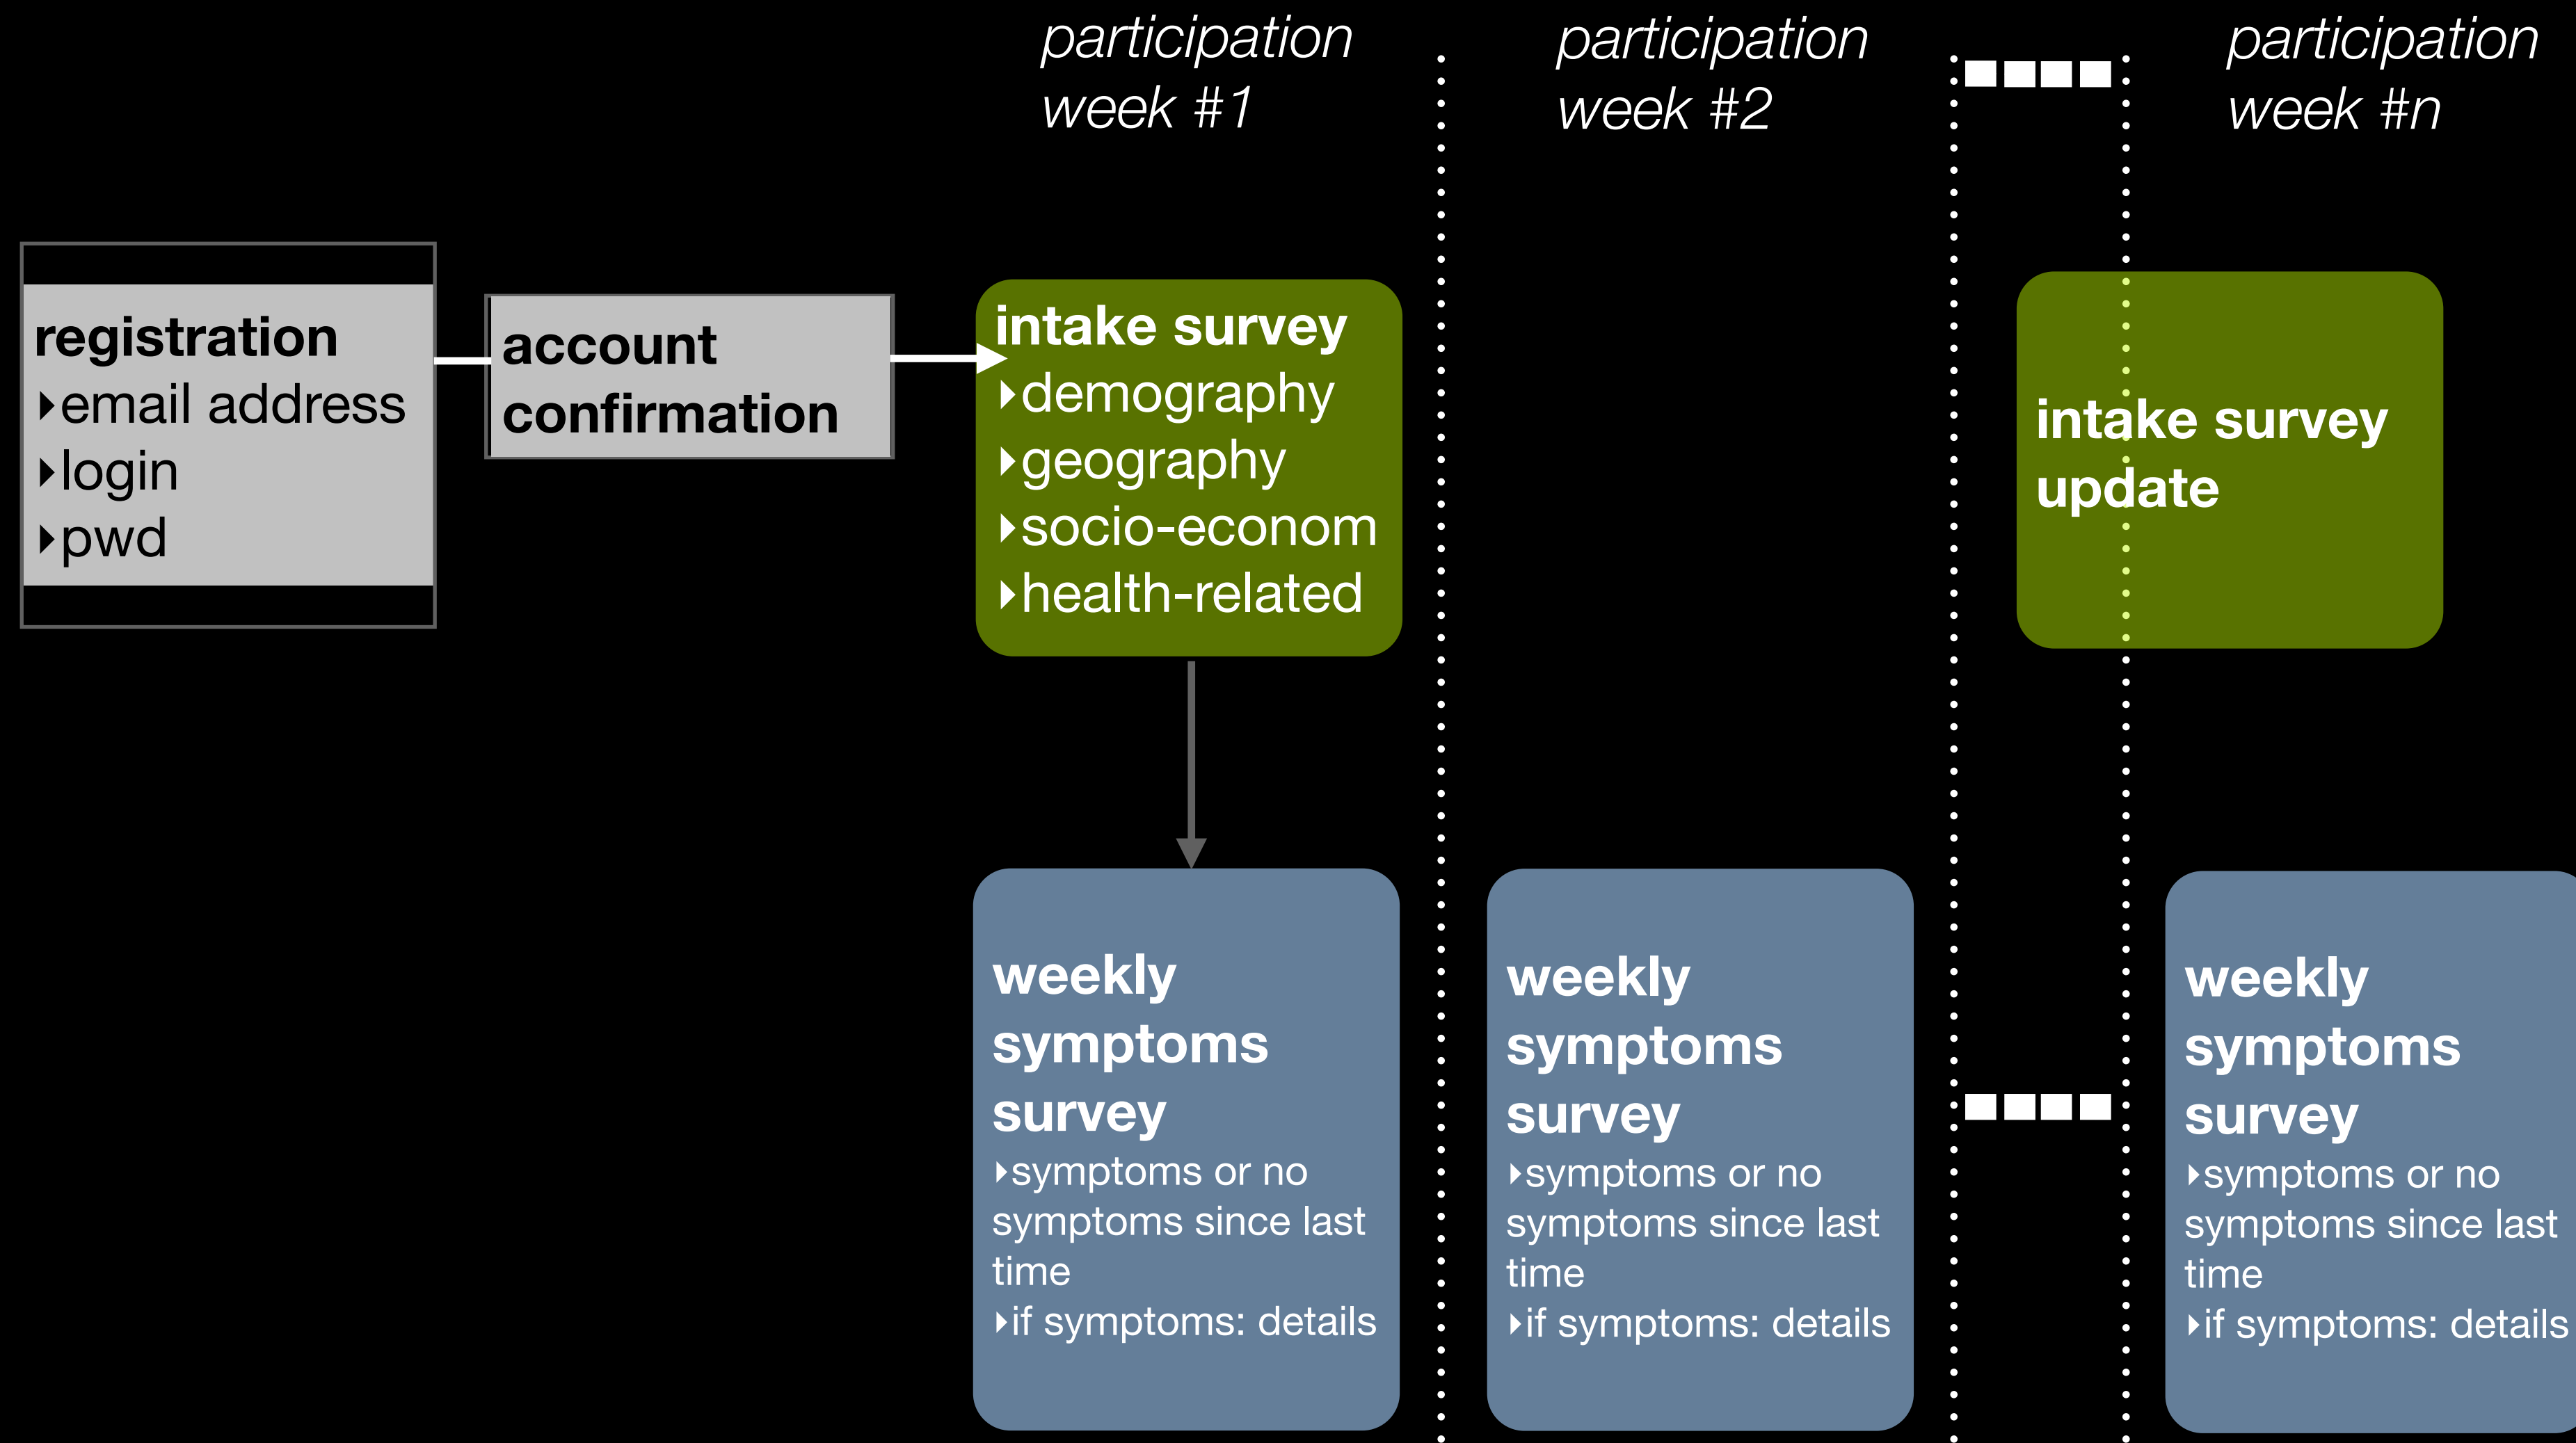 participation
week #1
participation
week #2
participation
week #n
registration
▸email address
▸login
▸pwd
account
confirmation
intake survey
▸demography
▸geography
▸socio-econom
▸health-related
intake survey
update
weekly
symptoms
survey
▸symptoms or no
symptoms since last
time
▸if symptoms: details
weekly
symptoms
survey
▸symptoms or no
symptoms since last
time
▸if symptoms: details
weekly
symptoms
survey
▸symptoms or no
symptoms since last
time
▸if symptoms: details